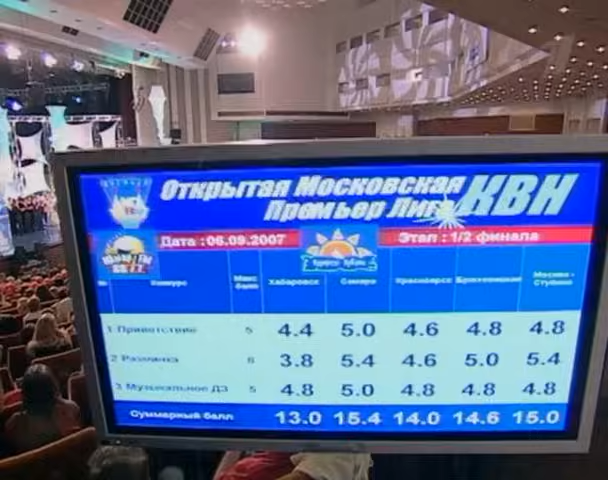 Открытая Московская
Премьер Лига КВН
Дата :06.09.2007 Этап : 1/2 финала
Конкурс Макс балл Хабаровск Самара Красноярск Москва - Ступино
1 Приветствие 5 4.4 5.0 4.6 4.8 4.8
2 Разминка 6 3.8 5.4 4.6 5.0 5.4
3 Музыкальное ДЗ 5 4.8 5.0 4.8 4.8 4.8
Суммарный балл 13.0 15.4 14.0 14.6 15.0